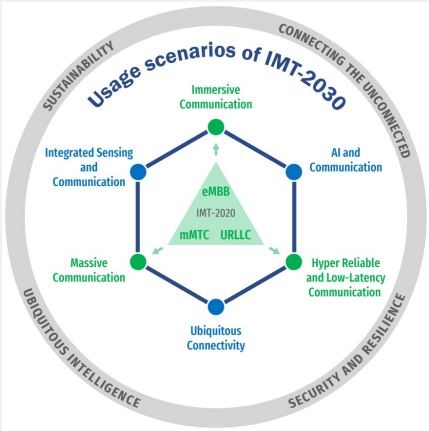 SUSTAINABILITY
CONNECTING THE UNCONNECTED
Usage scenarios of IMT-2030
Immersive
Communication
Integrated Sensing
and
Communication
AI and
Communication
eMBB
IMT-2020
mMTC URLLC
Massive
Communication
Hyper Reliable
and Low-Latency
Communication
Ubiquitous
Connectivity
UBIQUITOUS INTELLIGENCE
SECURITY AND RESILIENCE